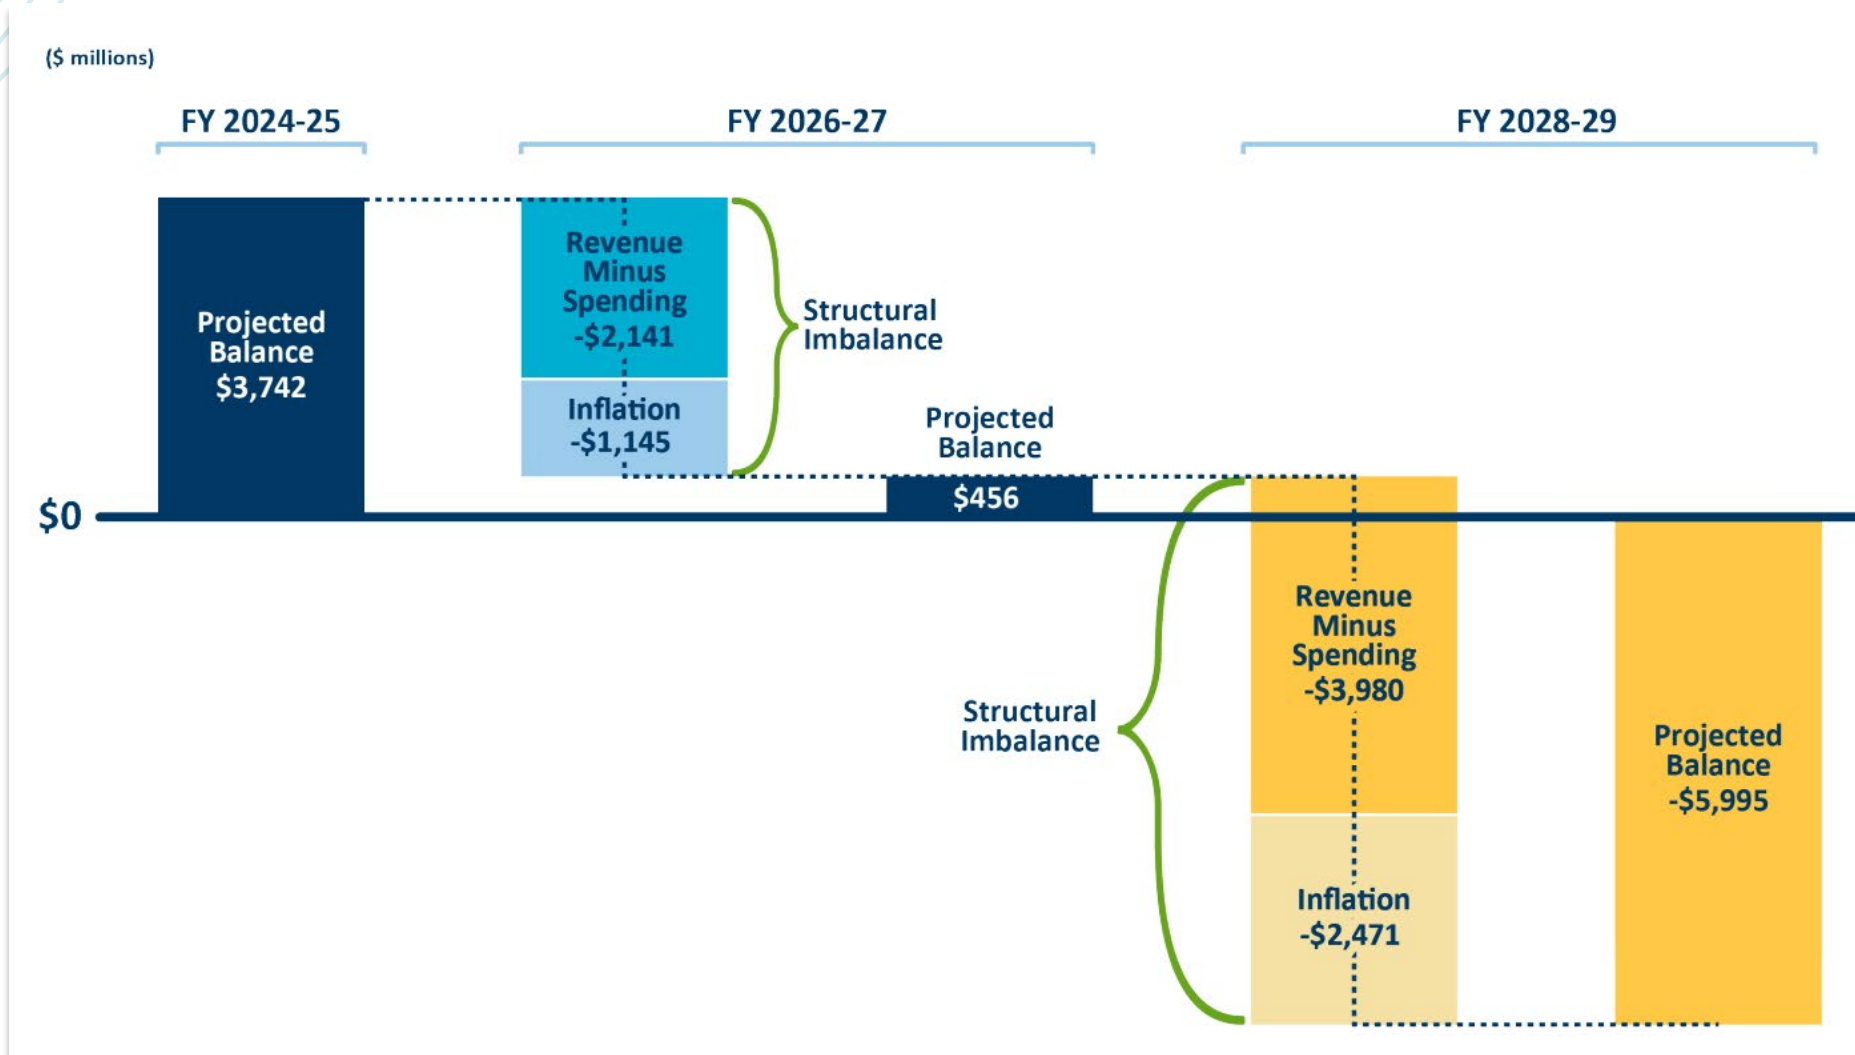 ($ millions)
FY 2024-25
FY 2026-27
FY 2028-29
Projected
Balance
$3,742
Revenue
Minus
Spending
-$2,141
Inflation
-$1,145
Structural
Imbalance
Projected
Balance
$456
$0
Structural
Imbalance
Revenue
Minus
Spending
-$3,980
Inflation
-$2,471
Projected
Balance
-$5,995